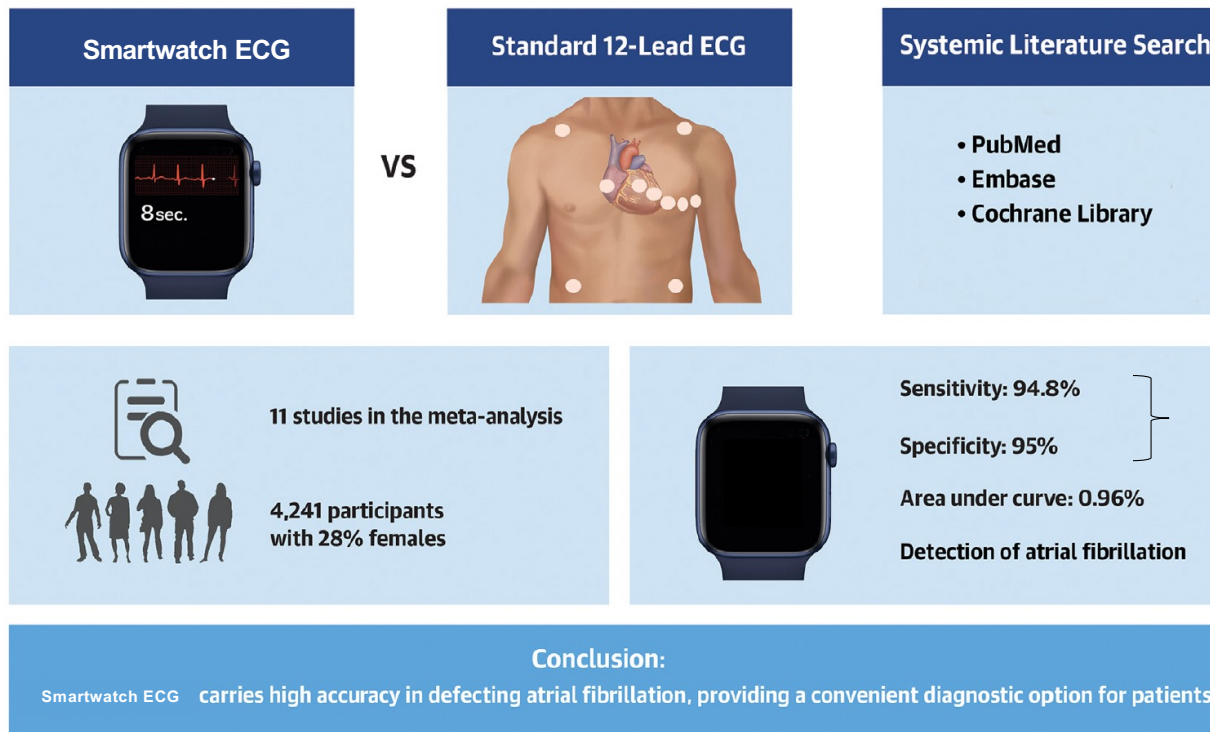 Smartwatch ECG
8 sec.
VS
Standard 12-Lead ECG
Systemic Literature Search
• PubMed
• Embase
• Cochrane Library
11 studies in the meta-analysis
4,241 participants
with 28% females
Sensitivity: 94.8%
Specificity: 95%
Area under curve: 0.96%
Detection of atrial fibrillation
Conclusion:
Smartwatch ECG carries high accuracy in defecting atrial fibrillation, providing a convenient diagnostic option for patients